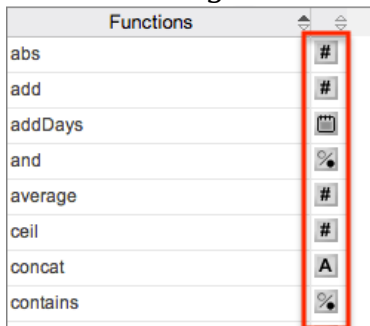 Functions
abs #
add #
addDays
and
average #
ceil #
concat A
contains